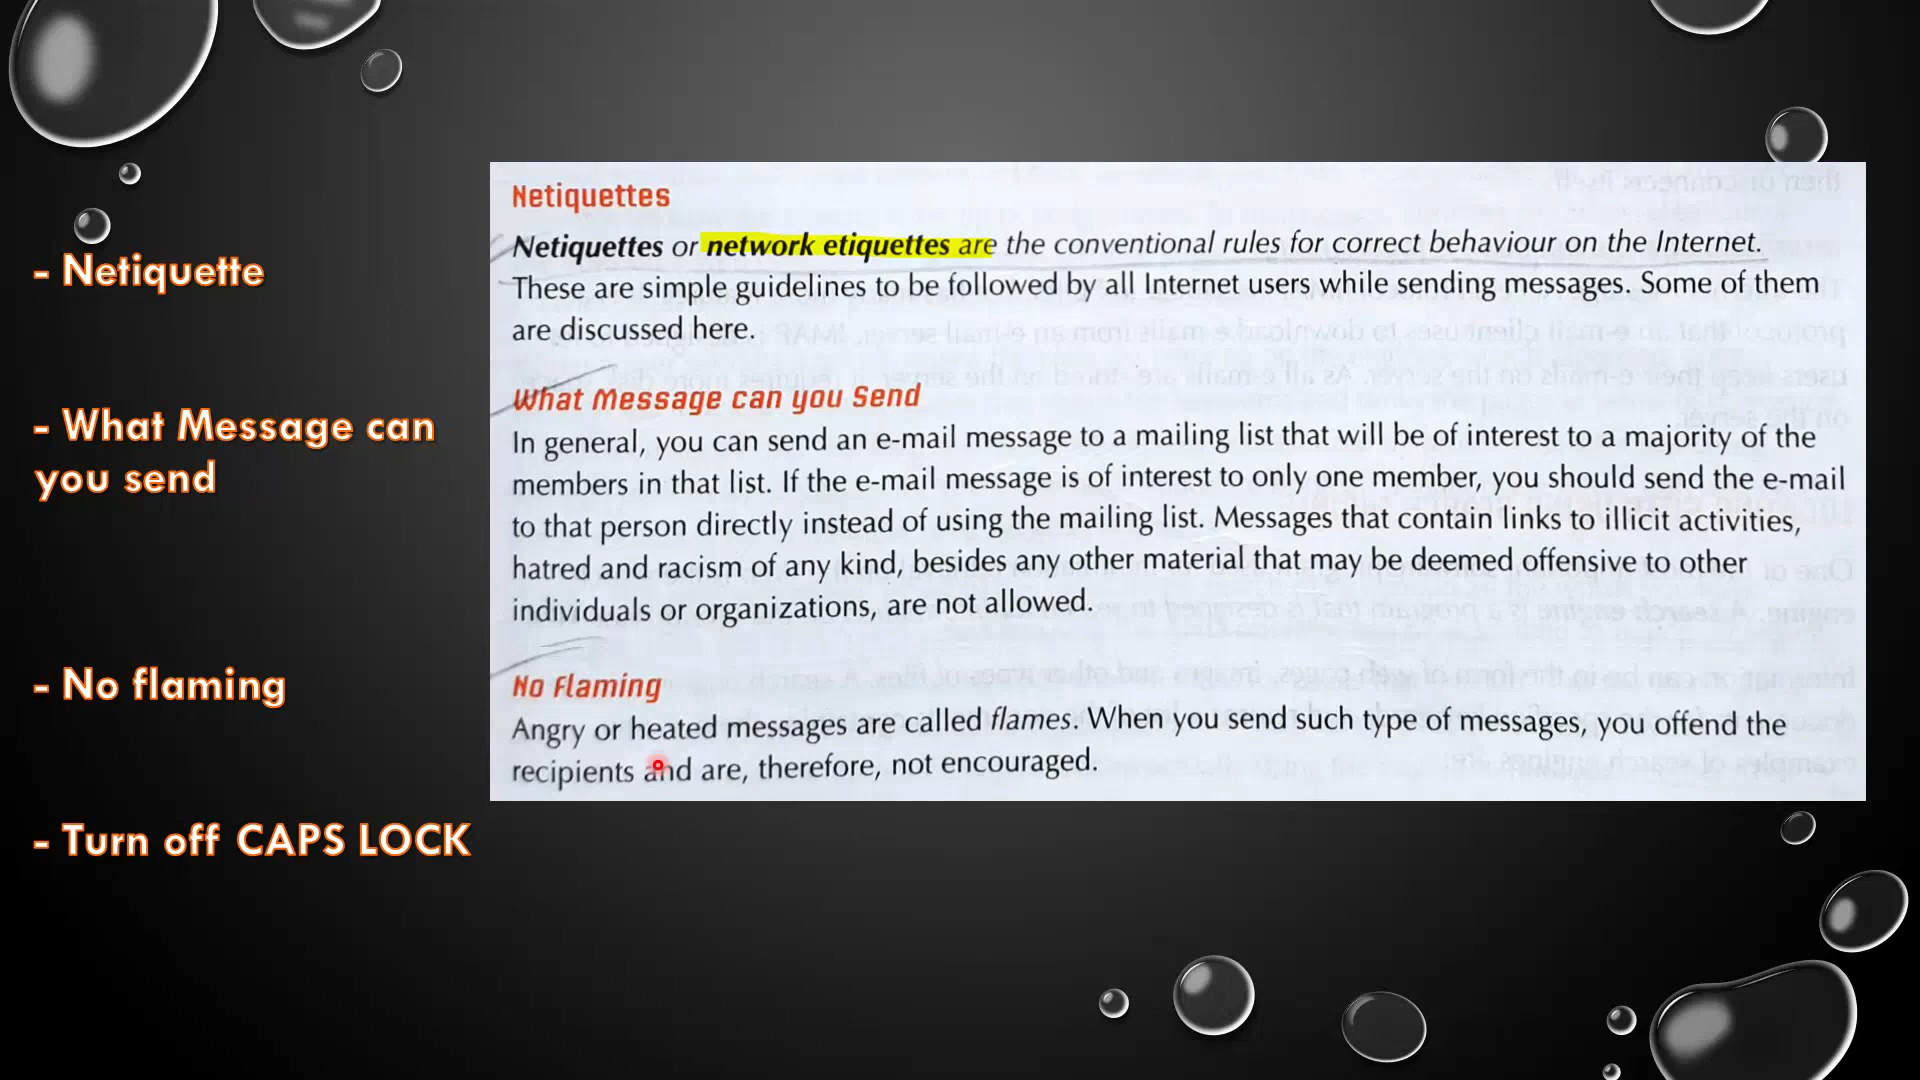 - Netiquette
- What Message can
you send
- No flaming
- Turn off CAPS LOCK
Netiquettes
Netiquettes or network etiquettes are the conventional rules for correct behaviour on the Internet.
These are simple guidelines to be followed by all Internet users while sending messages. Some of them
are discussed here.
What Message can you Send
In general, you can send an e-mail message to a mailing list that will be of interest to a majority of the
members in that list. If the e-mail message is of interest to only one member, you should send the e-mail
to that person directly instead of using the mailing list. Messages that contain links to illicit activities,
hatred and racism of any kind, besides any other material that may be deemed offensive to other
individuals or organizations, are not allowed.
No Flaming
Angry or heated messages are called flames. When you send such type of messages, you offend the
recipients and are, therefore, not encouraged.